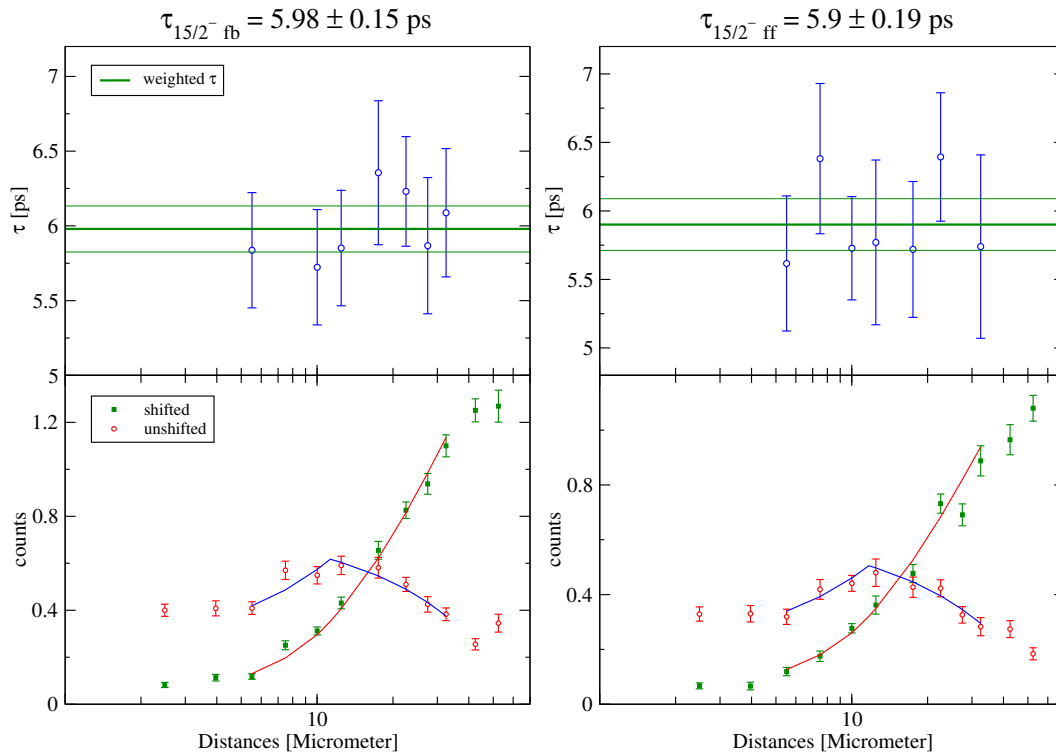 τ15/2⁻ fb = 5.98 ± 0.15 ps
7
6.5
6
5.5
5
τ [ps]
weighted τ
1.2
0.8
0.4
0
counts
shifted
unshifted
10
Distances [Micrometer]
τ15/2⁻ ff = 5.9 ± 0.19 ps
7
6.5
6
5.5
5
τ [ps]
0.8
0.4
0
counts
10
Distances [Micrometer]